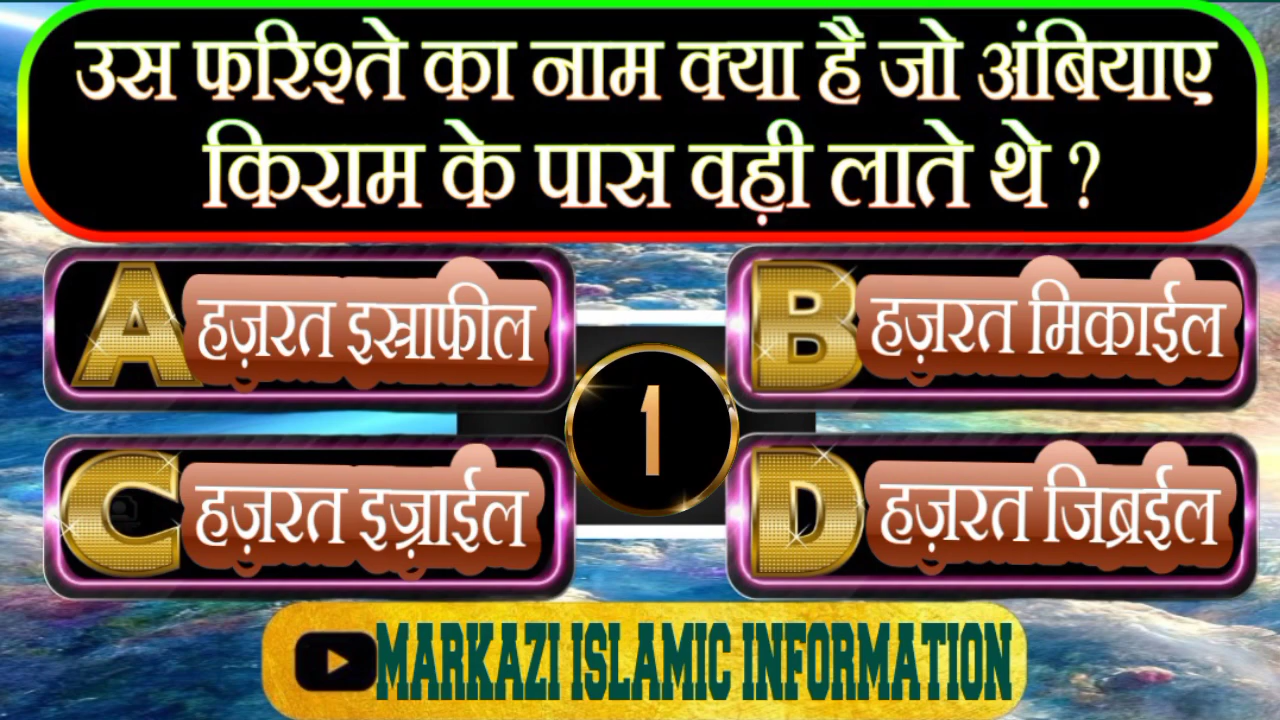 उस फरिश्ते का नाम क्या है जो अंबियाए
किराम के पास वह़ी लाते थे ?
A हज़रत इस्राफील
B हज़रत मिकाईल
1
C हज़रत इज़्राईल
D हज़रत जिब्रईल
MARKAZI ISLAMIC INFORMATION